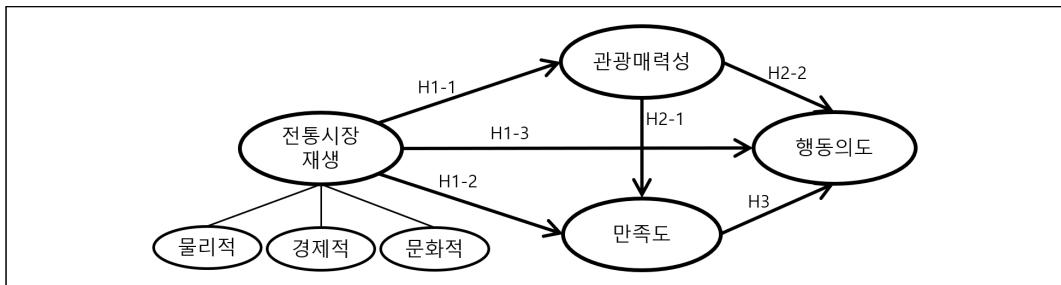 관광매력성
H1-1
H2-2
H2-1
전통시장
재생
H1-3
행동의도
H1-2
만족도
H3
물리적
경제적
문화적